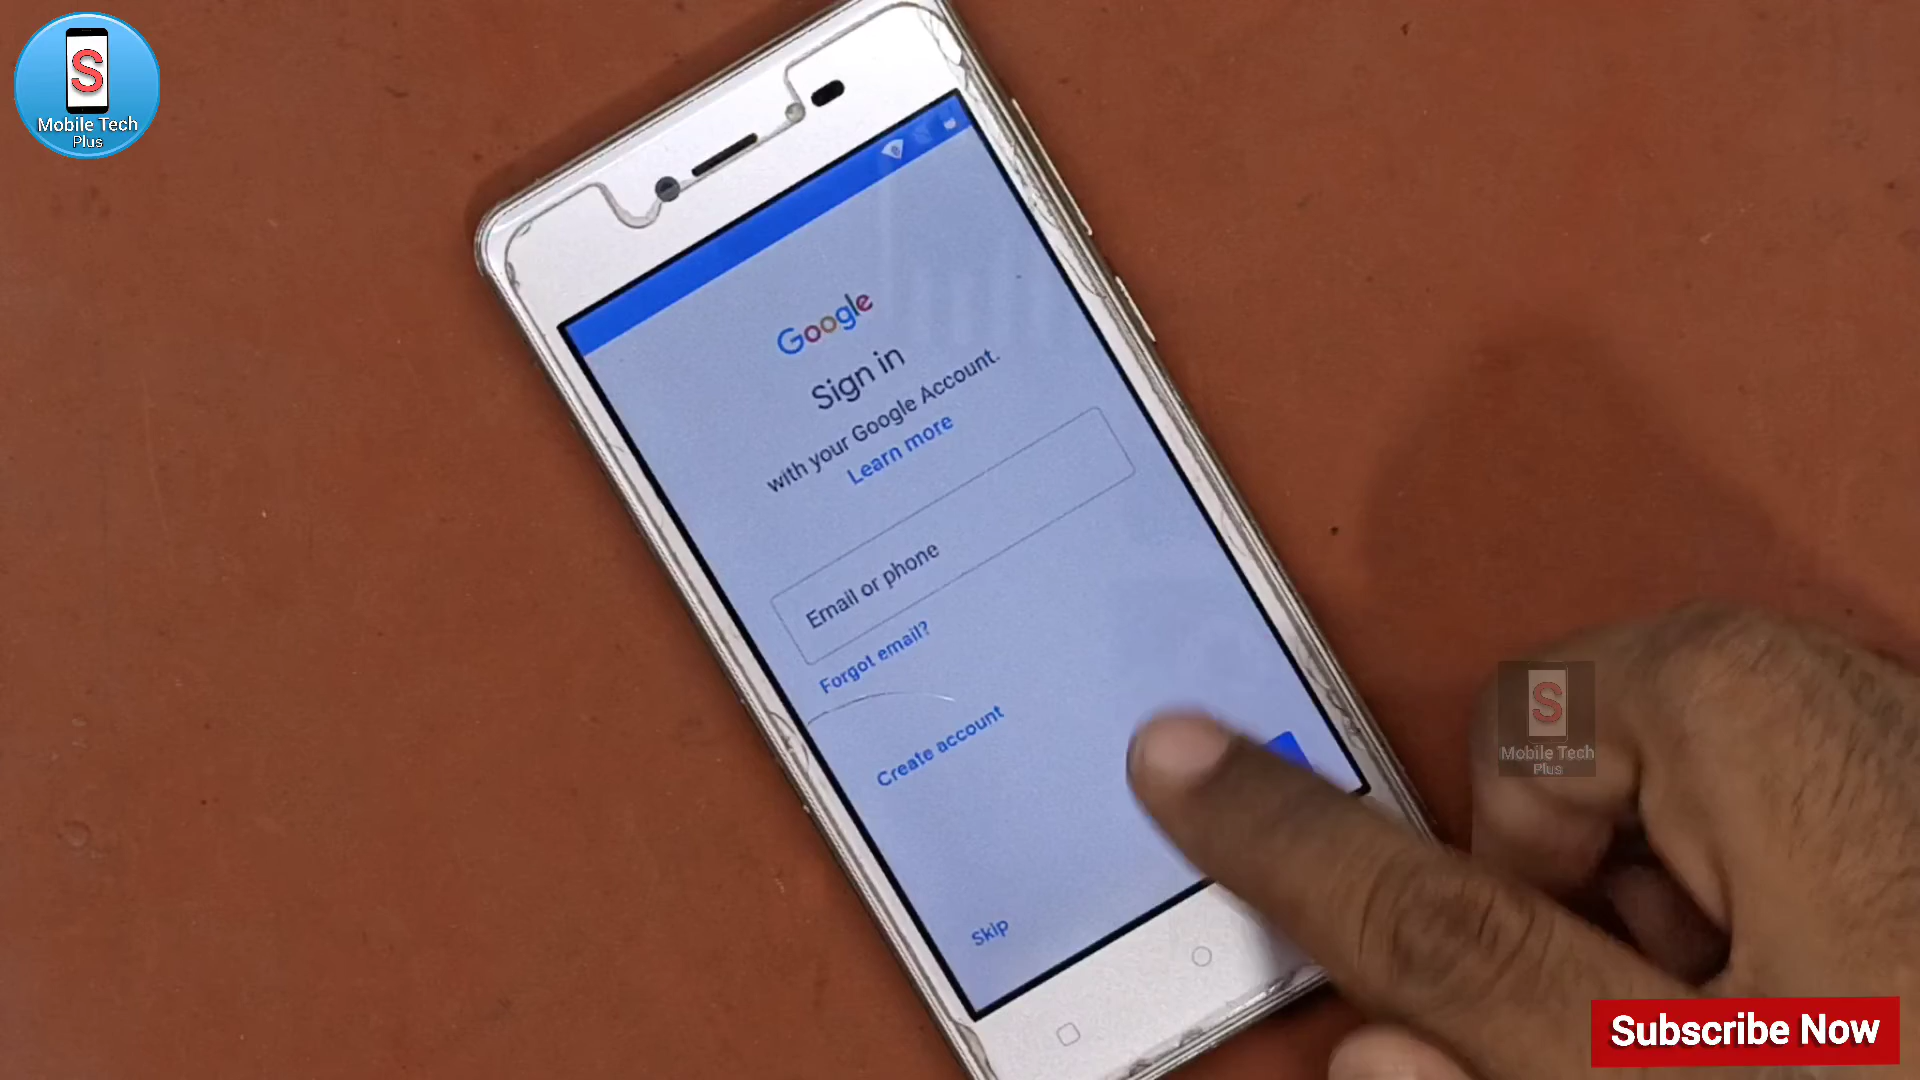 S
Mobile Tech
Plus
Google
Sign in
with your Google Account.
Learn more
Email or phone
Forgot email?
Create account
Skip
S
Mobile Tech
Plus
Subscribe Now